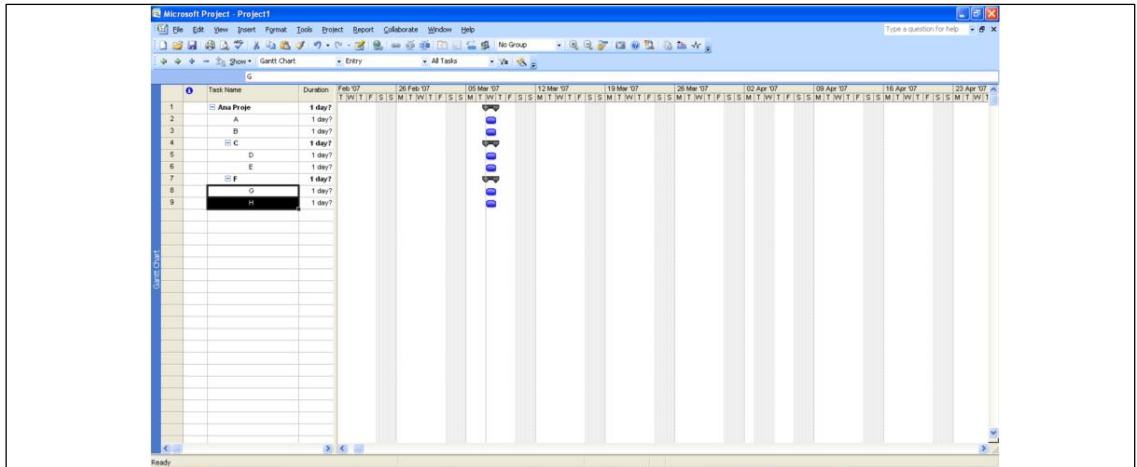 Microsoft Project - Project1
File Edit View Insert Format Tools Project Report Collaborate Window Help Type a question for help
No Group
Show Gantt Chart Entry All Tasks
G
Task Name Duration Feb '07 26 Feb '07 05 Mar '07 12 Mar '07 19 Mar '07 26 Mar '07 02 Apr '07 09 Apr '07 16 Apr '07 23 Apr '07
T W T F S S M T W T F S S M T W T F S S M T W T F S S M T W T F S S M T W T F S S M T W T F S S M T W T F S S M T W T F S S M T W T
1 Ana Proje 1 day?
2 A 1 day?
3 B 1 day?
4 C 1 day?
5 D 1 day?
6 E 1 day?
7 F 1 day?
8 G 1 day?
9 H 1 day?
Gantt Chart
Ready